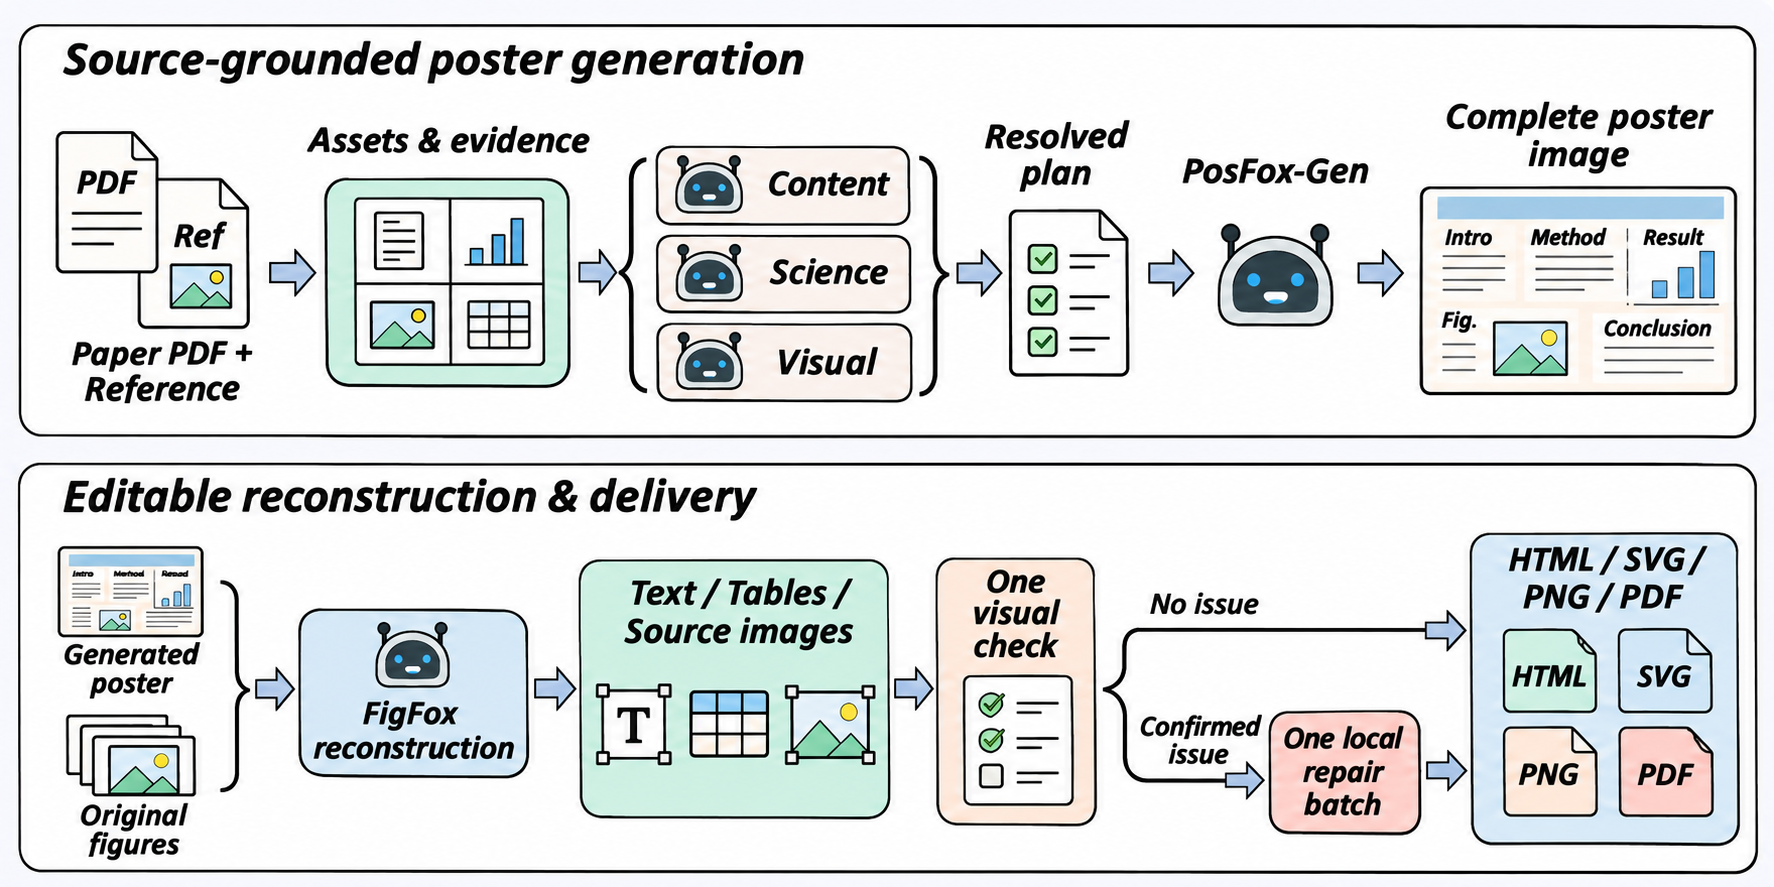 Source-grounded poster generation
PDF
Ref
Paper PDF +
Reference
Assets & evidence
Content
Science
Visual
Resolved
plan
PosFox-Gen
Complete poster
image
Intro
Method
Result
Fig.
Conclusion
Editable reconstruction & delivery
Intro
Method
Generated
poster
Original
figures
FigFox
reconstruction
Text / Tables /
Source images
T
One
visual
check
No issue
Confirmed
issue
One local
repair
batch
HTML / SVG /
PNG / PDF
HTML
SVG
PNG
PDF